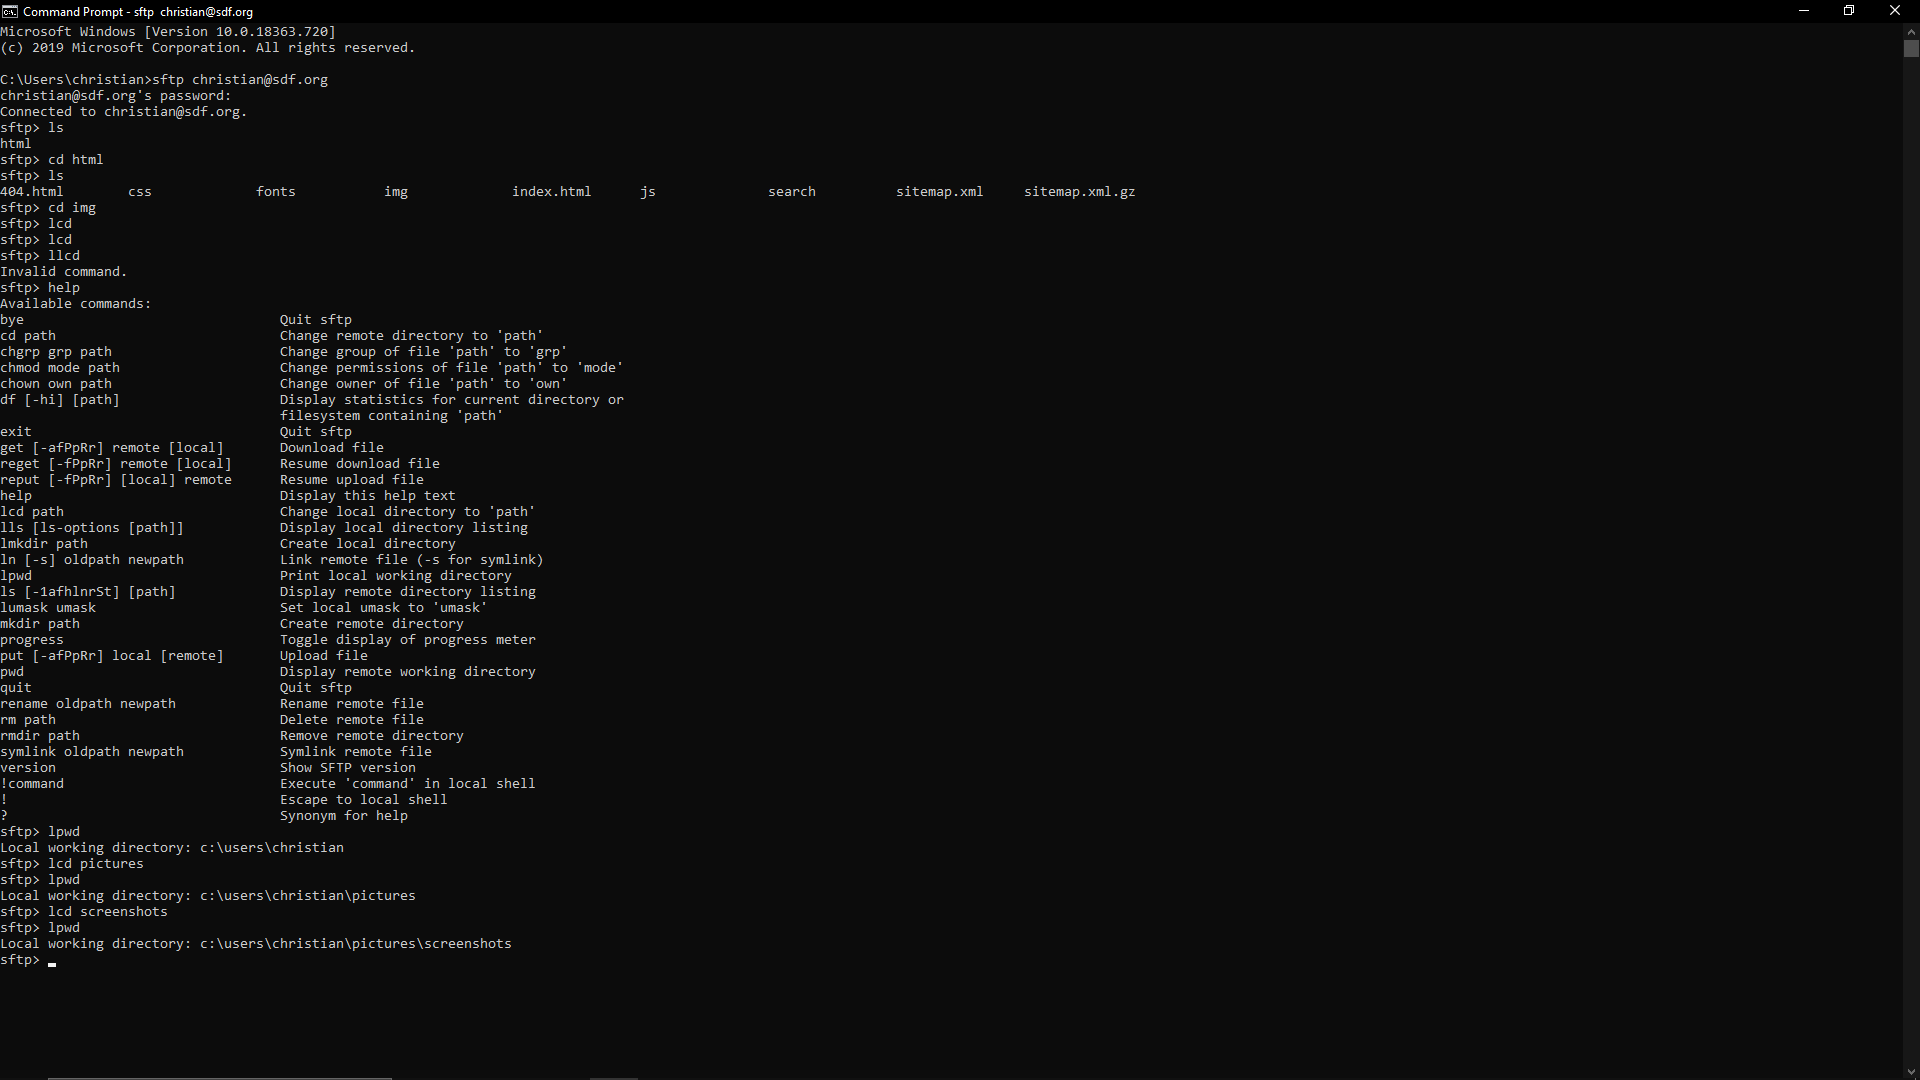 Command Prompt - sftp  christian@sdf.org
Microsoft Windows [Version 10.0.18363.720]
(c) 2019 Microsoft Corporation. All rights reserved.
C:\Users\christian>sftp christian@sdf.org
christian@sdf.org's password:
Connected to christian@sdf.org.
sftp> ls
html
sftp> cd html
sftp> ls
404.html        css             fonts           img             index.html      js              search          sitemap.xml     sitemap.xml.gz
sftp> cd img
sftp> lcd
sftp> lcd
sftp> llcd
Invalid command.
sftp> help
Available commands:
bye                                Quit sftp
cd path                            Change remote directory to 'path'
chgrp grp path                     Change group of file 'path' to 'grp'
chmod mode path                    Change permissions of file 'path' to 'mode'
chown own path                     Change owner of file 'path' to 'own'
df [-hi] [path]                    Display statistics for current directory or
                                   filesystem containing 'path'
exit                               Quit sftp
get [-afPpRr] remote [local]       Download file
reget [-fPpRr] remote [local]      Resume download file
reput [-fPpRr] [local] remote      Resume upload file
help                               Display this help text
lcd path                           Change local directory to 'path'
lls [ls-options [path]]            Display local directory listing
lmkdir path                        Create local directory
ln [-s] oldpath newpath            Link remote file (-s for symlink)
lpwd                               Print local working directory
ls [-1afhlnrSt] [path]             Display remote directory listing
lumask umask                       Set local umask to 'umask'
mkdir path                         Create remote directory
progress                           Toggle display of progress meter
put [-afPpRr] local [remote]       Upload file
pwd                                Display remote working directory
quit                               Quit sftp
rename oldpath newpath             Rename remote file
rm path                            Delete remote file
rmdir path                         Remove remote directory
symlink oldpath newpath            Symlink remote file
version                            Show SFTP version
!command                           Execute 'command' in local shell
!                                  Escape to local shell
?                                  Synonym for help
sftp> lpwd
Local working directory: c:\users\christian
sftp> lcd pictures
sftp> lpwd
Local working directory: c:\users\christian\pictures
sftp> lcd screenshots
sftp> lpwd
Local working directory: c:\users\christian\pictures\screenshots
sftp>